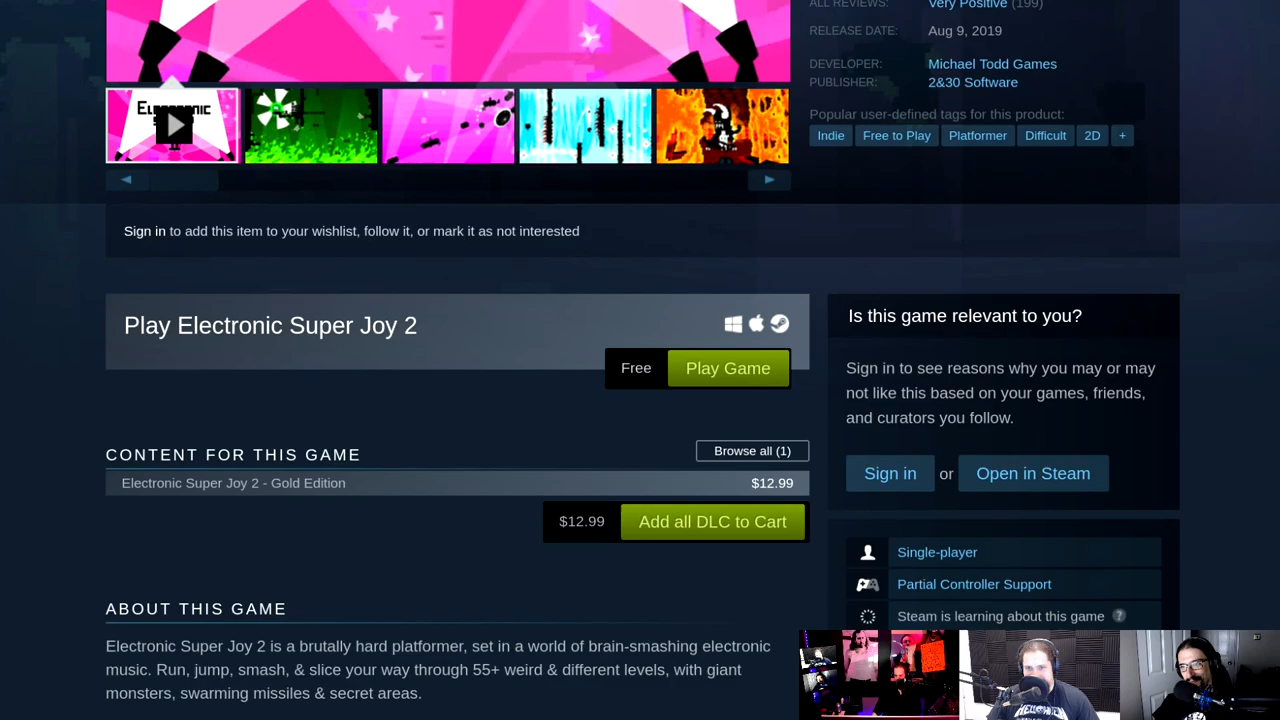 ALL REVIEWS: Very Positive (199)
RELEASE DATE: Aug 9, 2019
DEVELOPER: Michael Todd Games
PUBLISHER: 2&30 Software
Popular user-defined tags for this product:
Indie Free to Play Platformer Difficult 2D +
Sign in to add this item to your wishlist, follow it, or mark it as not interested
Play Electronic Super Joy 2
Free Play Game
CONTENT FOR THIS GAME Browse all (1)
Electronic Super Joy 2 - Gold Edition $12.99
$12.99 Add all DLC to Cart
ABOUT THIS GAME
Electronic Super Joy 2 is a brutally hard platformer, set in a world of brain-smashing electronic
music. Run, jump, smash, & slice your way through 55+ weird & different levels, with giant
monsters, swarming missiles & secret areas.
Is this game relevant to you?
Sign in to see reasons why you may or may
not like this based on your games, friends,
and curators you follow.
Sign in or Open in Steam
Single-player
Partial Controller Support
Steam is learning about this game ?